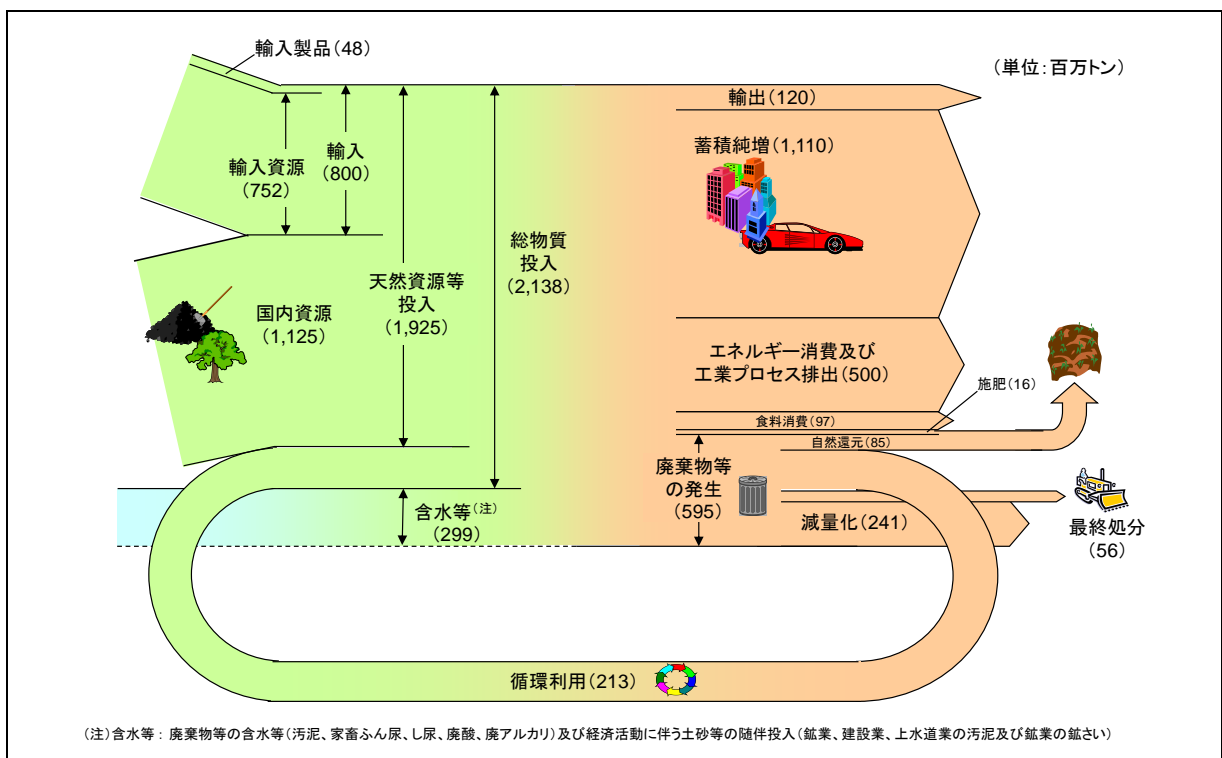 輸入製品(48)
(単位:百万トン)
輸出(120)
蓄積純増(1,110)
輸入資源
(752)
輸入
(800)
総物質
投入
(2,138)
天然資源等
投入
(1,925)
国内資源
(1,125)
エネルギー消費及び
工業プロセス排出(500)
施肥(16)
食料消費(97)
自然還元(85)
廃棄物等
の発生
(595)
含水等(注)
(299)
減量化(241)
最終処分
(56)
循環利用(213)
(注)含水等: 廃棄物等の含水等(汚泥、家畜ふん尿、し尿、廃酸、廃アルカリ)及び経済活動に伴う土砂等の随伴投入(鉱業、建設業、上水道業の汚泥及び鉱業の鉱さい)